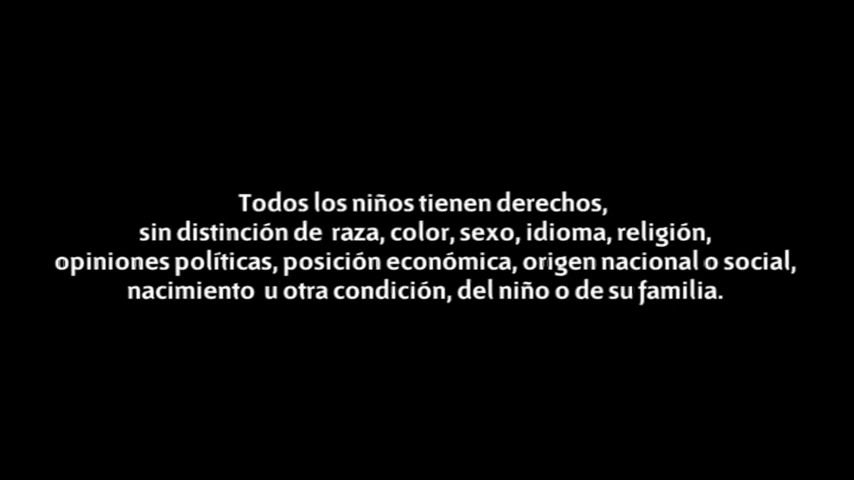 Todos los niños tienen derechos,
sin distinción de raza, color, sexo, idioma, religión,
opiniones políticas, posición económica, origen nacional o social,
nacimiento u otra condición, del niño o de su familia.